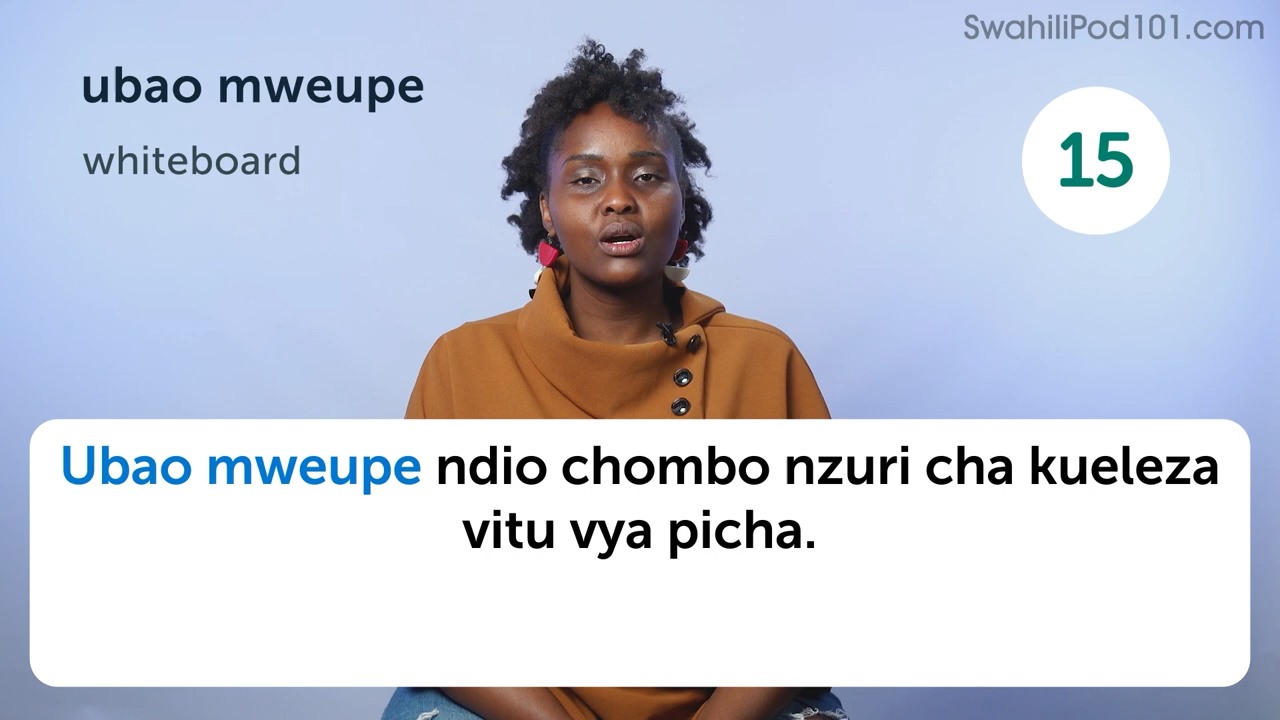 SwahiliPod101.com
ubao mweupe
whiteboard
15
Ubao mweupe ndio chombo nzuri cha kueleza
vitu vya picha.